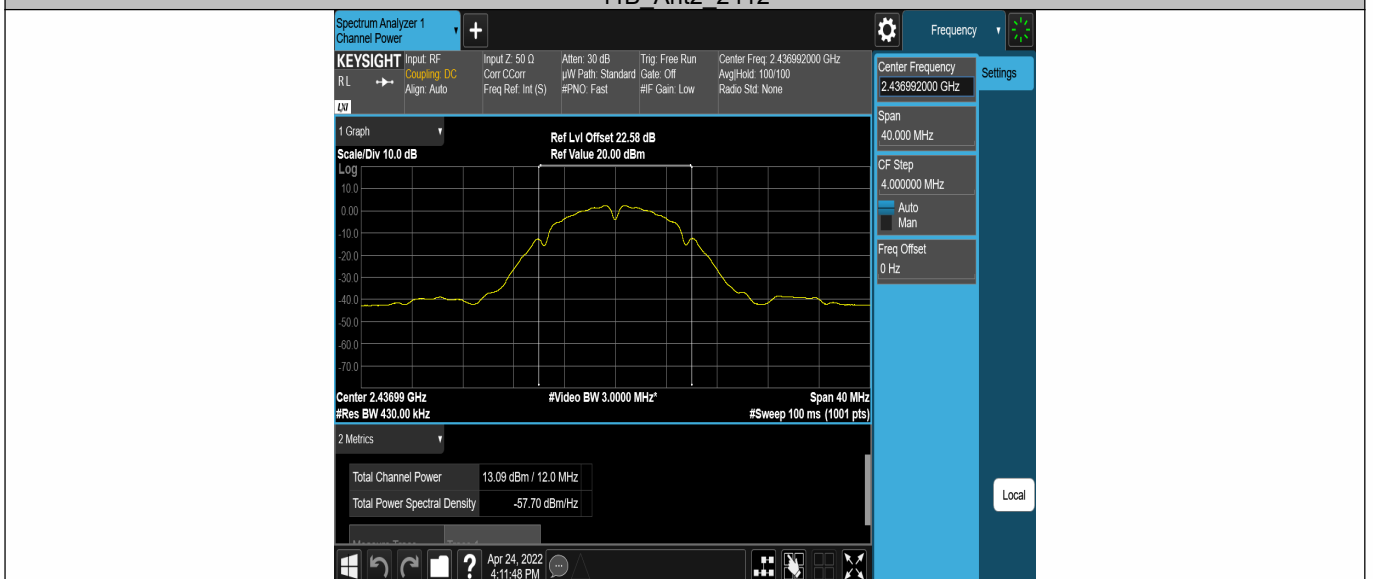 11B_Ant2_2412
Spectrum Analyzer 1
Channel Power
+
Frequency
KEYSIGHT
RL
LXI
Input: RF
Coupling: DC
Align: Auto
Input Z: 50 Ω
Corr CCorr
Freq Ref: Int (S)
Atten: 30 dB
µW Path: Standard
#PNO: Fast
Trig: Free Run
Gate: Off
#IF Gain: Low
Center Freq: 2.436992000 GHz
Avg|Hold: 100/100
Radio Std: None
Center Frequency
2.436992000 GHz
Settings
Span
40.000 MHz
CF Step
4.000000 MHz
Auto
Man
Freq Offset
0 Hz
1 Graph
Ref Lvl Offset 22.58 dB
Scale/Div 10.0 dB
Ref Value 20.00 dBm
Log
10.0
0.00
-10.0
-20.0
-30.0
-40.0
-50.0
-60.0
-70.0
Center 2.43699 GHz
#Video BW 3.0000 MHz*
Span 40 MHz
#Res BW 430.00 kHz
#Sweep 100 ms (1001 pts)
2 Metrics
Total Channel Power 13.09 dBm / 12.0 MHz
Total Power Spectral Density -57.70 dBm/Hz
Local
?
Apr 24, 2022
4:11:48 PM